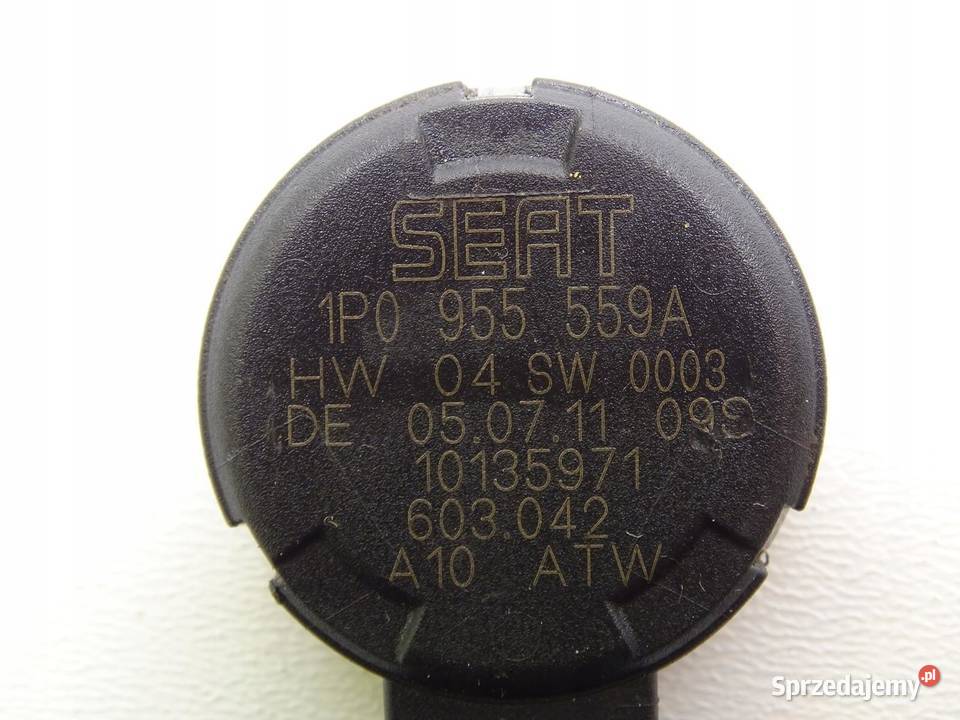 SEAT
1P0 955 559A
HW 04 SW 0003
DE 05.07.11
10135971
603.042
A10 ATW
Sprzedajemy.pl